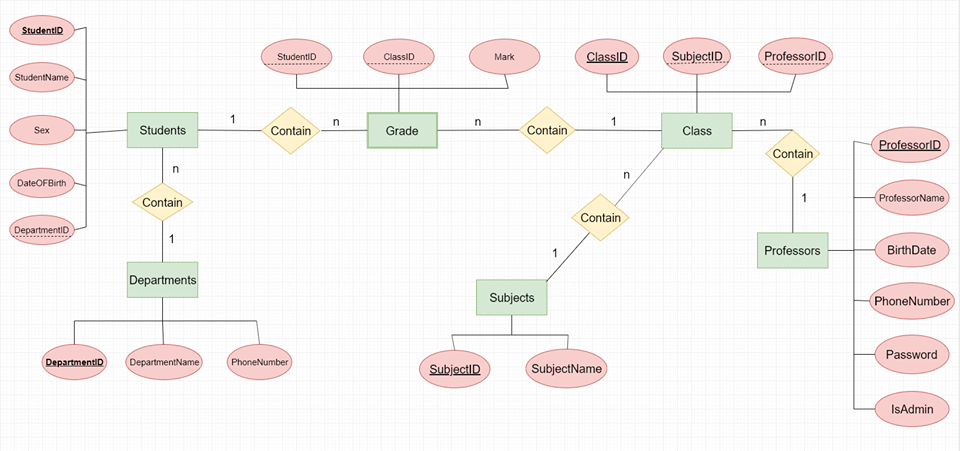 StudentID
StudentName
Sex
DateOFBirth
DepartmentID
StudentID
ClassID
Mark
ClassID
SubjectID
ProfessorID
Students
1
Contain
n
Grade
n
Contain
1
Class
n
Contain
1
Professors
ProfessorID
ProfessorName
BirthDate
PhoneNumber
Password
IsAdmin
n
Contain
1
Departments
DepartmentID
DepartmentName
PhoneNumber
n
Contain
1
Subjects
SubjectID
SubjectName